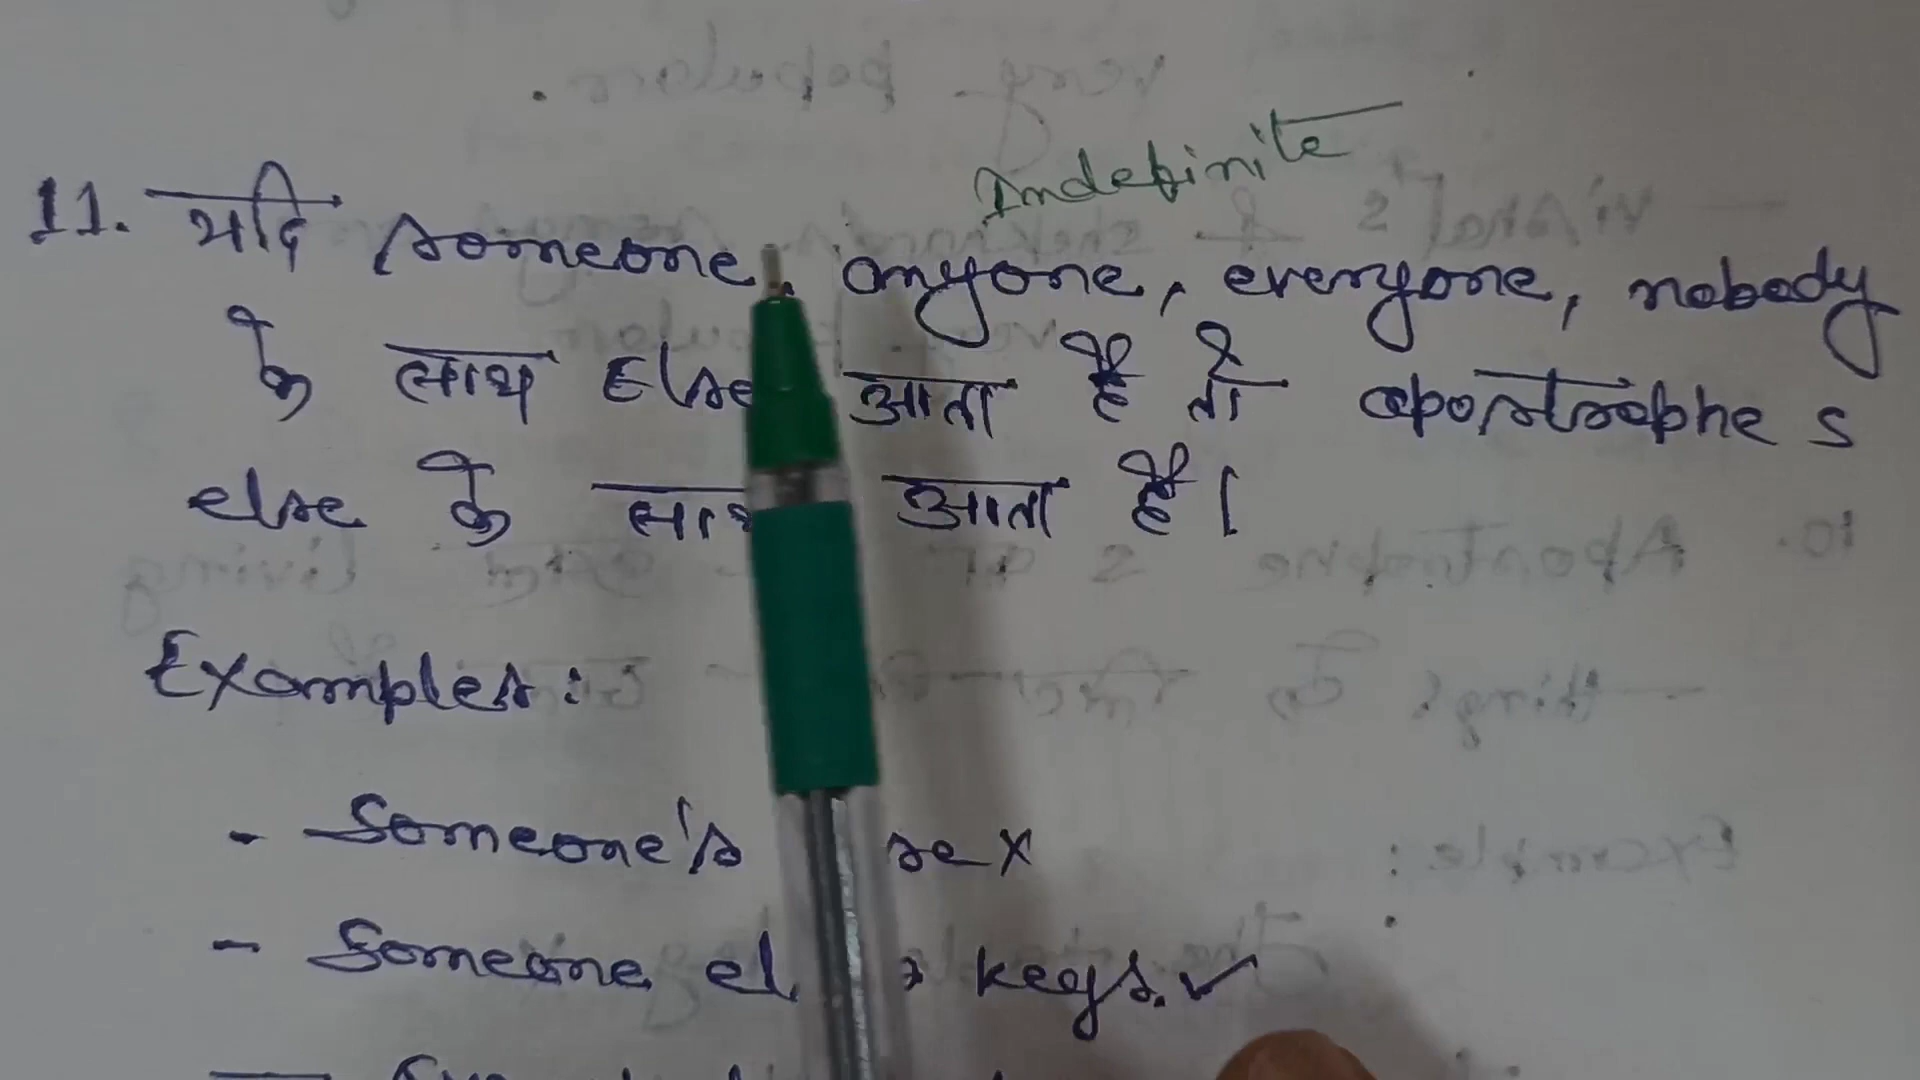 Indefinite
11. यदि someone, anyone, everyone, nobody
के साथ Else आता है तो apostrophe s
else के आता है।
Examples:
- Someone's x
- Someone keys. ✓